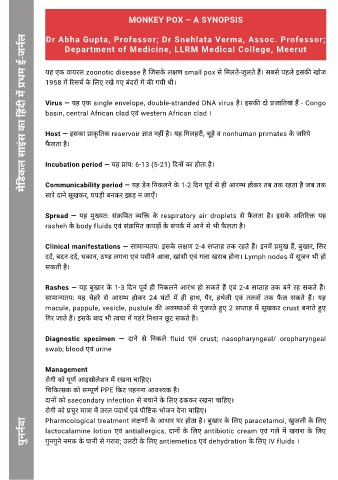 MONKEY POX – A SYNOPSIS
Dr Abha Gupta, Professor; Dr Snehlata Verma, Assoc. Professor;
Department of Medicine, LLRM Medical College, Meerut
मेडिकल साइंस का हिंदी में प्रथम ई-जर्नल
यह एक वायरल zoonotic disease है जिसके लक्षण small pox से मिलते-जुलते हैं। सबसे पहले इसकी खोज
1958 में रिसर्च के लिए रखे गए बंदरों में की गयी थी।
Virus – यह एक single envelope, double-stranded DNA virus है। इसकी दो प्रजातियां हैं - Congo
basin, central African clad एवं western African clad ।
Host – इसका प्राकृतिक reservoir ज्ञात नहीं है। यह गिलहरी, चूहे व nonhuman primates के जरिये
फैलता है।
Incubation period – यह प्रायः 6-13 (5-21) दिनों का होता है।
Communicability period – यह रेश निकलने के 1-2 दिन पूर्व से ही आरम्भ होकर तब तक रहता है जब तक
सारे दाने सूखकर, पपड़ी बनकर झड़ न जाएँ।
Spread – यह मुख्यतः संक्रमित व्यक्ति के respiratory air droplets से फैलता है। इसके अतिरिक्त यह
rasheh के body fluids एवं संक्रमित कपड़ों के संपर्क में आने से भी फैलता है।
Clinical manifestations – सामान्यतः इसके लक्षण 2-4 सप्ताह तक रहते हैं। इनमें प्रमुख हैं, बुखार, सिर
दर्द, बदन दर्द, थकान, ठण्ड लगना एवं पसीने आना, खांसी एवं गला खराब होना। Lymph nodes में सूजन भी हो
सकती है।
Rashes – यह बुखार के 1-3 दिन पूर्व ही निकलने आरंभ हो सकते हैं एवं 2-4 सप्ताह तक बने रह सकते हैं।
सामान्यतः यह चेहरे से आरम्भ होकर 24 घंटों में ही हाथ, पैर, हथेली एवं तलवों तक फैल सकते हैं। यह
macule, pappule, vesicle, pustule की अवस्थाओं से गुजरते हुए 2 सप्ताह में सूखकर crust बनाते हुए
गिर जाते हैं। इसके बाद भी त्वचा में गहरे निशान छूट सकते हैं।
Diagnostic specimen – दाने से निकले fluid एवं crust; nasopharyngeal/ oropharyngeal
swab; blood एवं urine
Management
रोगी को पूर्ण आइसोलेशन में रखना चाहिए।
चिकित्सक को सम्पूर्ण PPE किट पहनना आवश्यक है।
दानों को ssecondary infection से बचाने के लिए ढककर रखना चाहिए।
रोगी को प्रचुर मात्रा में तरल पदार्थ एवं पौष्टिक भोजन देना चाहिए।
Pharmcological treatment लक्षणों के आधार पर होता है। बुखार के लिए paracetamol, खुजली के लिए
lactocalamine lotion एवं antiallergics, दानों के लिए antibiotic cream एवं गले में खराश के लिए
गुनगुने नमक के पानी से गरारा; उलटी के लिए antiemetics एवं dehydration के लिए IV fluids ।
पुनर्नवा